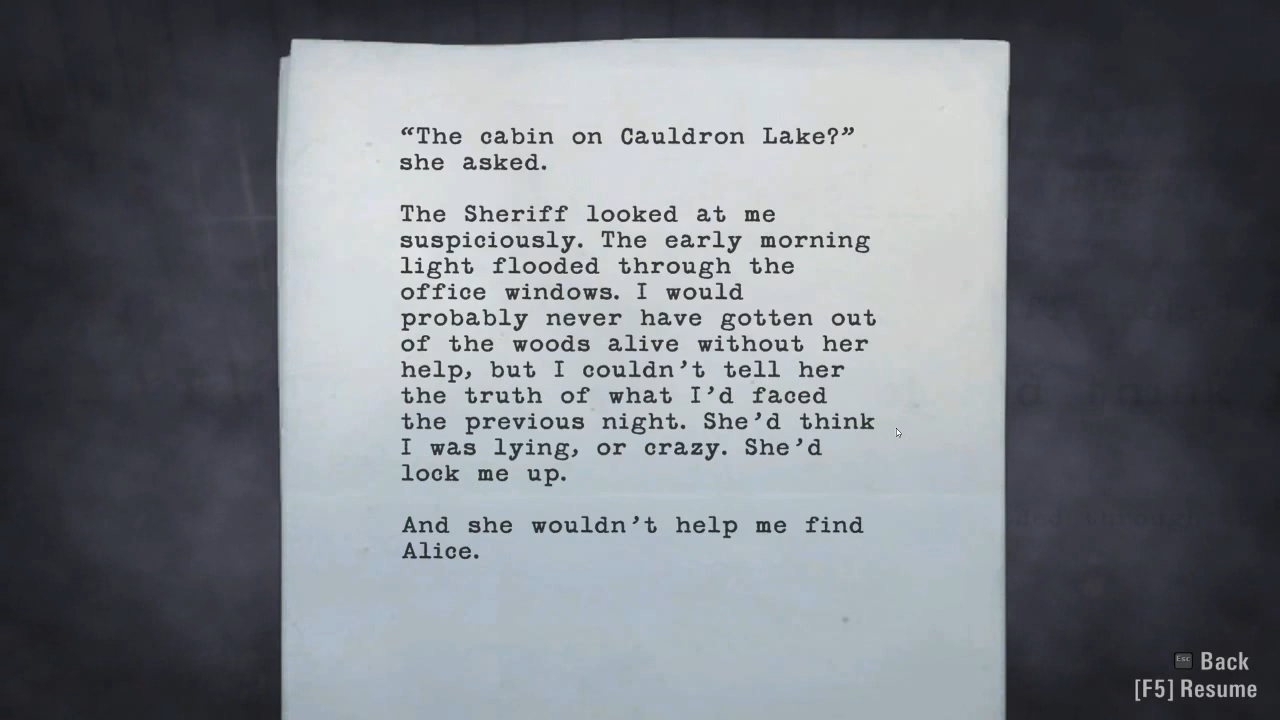 “The cabin on Cauldron Lake?”
she asked.
The Sheriff looked at me
suspiciously. The early morning
light flooded through the
office windows. I would
probably never have gotten out
of the woods alive without her
help, but I couldn’t tell her
the truth of what I’d faced
the previous night. She’d think
I was lying, or crazy. She’d
lock me up.
And she wouldn’t help me find
Alice.
Esc Back
[F5] Resume